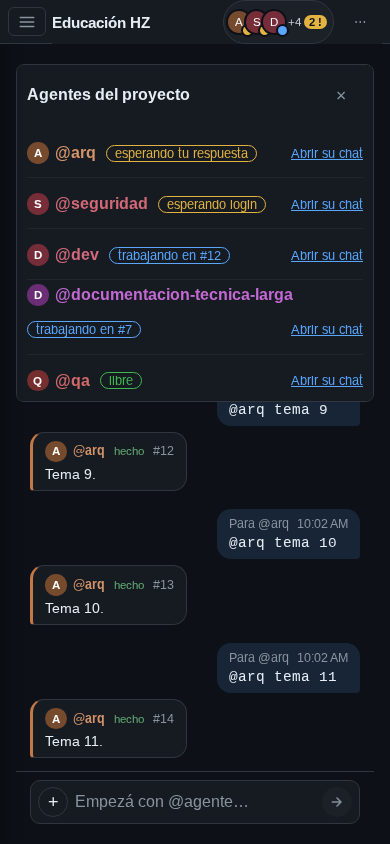 Educación HZ
A S D +4 2 ! ···
Agentes del proyecto ×
A @arq esperando tu respuesta Abrir su chat
S @seguridad esperando login Abrir su chat
D @dev trabajando en #12 Abrir su chat
D @documentacion-tecnica-larga
trabajando en #7 Abrir su chat
Q @qa libre Abrir su chat
@arq tema 9
A @arq hecho #12
Tema 9.
Para @arq 10:02 AM
@arq tema 10
A @arq hecho #13
Tema 10.
Para @arq 10:02 AM
@arq tema 11
A @arq hecho #14
Tema 11.
+ Empezá con @agente…